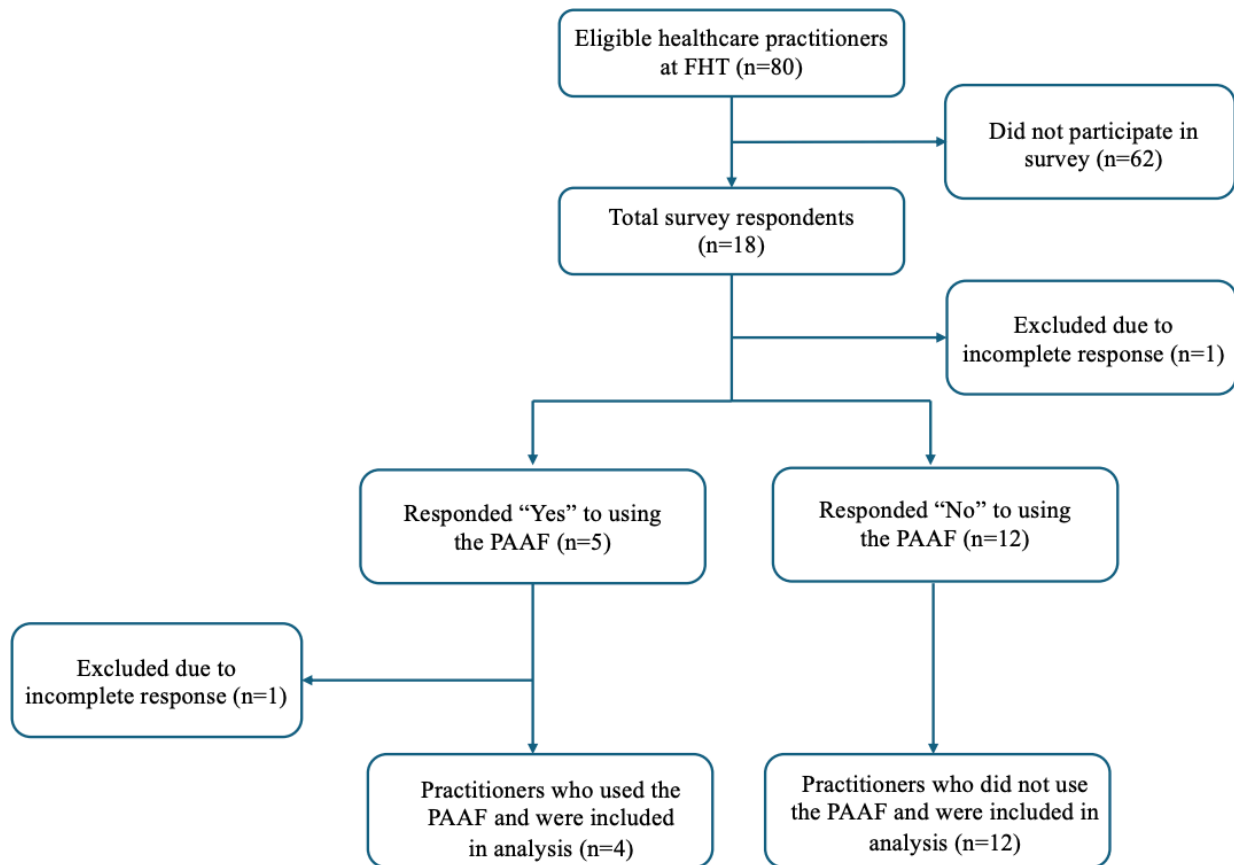 Eligible healthcare practitioners
at FHT (n=80)
Did not participate in
survey (n=62)
Total survey respondents
(n=18)
Excluded due to
incomplete response (n=1)
Responded “Yes” to using
the PAAF (n=5)
Responded “No” to using
the PAAF (n=12)
Excluded due to
incomplete response (n=1)
Practitioners who used the
PAAF and were included
in analysis (n=4)
Practitioners who did not use
the PAAF and were included in
analysis (n=12)